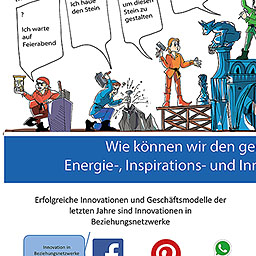 ?
Ich warte
auf
Feierabend
Ich haue
den Stein
um diesen
Stein zu
gestalten
Wie können wir den ge
Energie-, Inspirations- und In
Erfolgreiche Innovationen und Geschäftsmodelle der
letzten Jahre sind Innovationen in
Beziehungsnetzwerke
Innovation in
Beziehungsnetzwerke